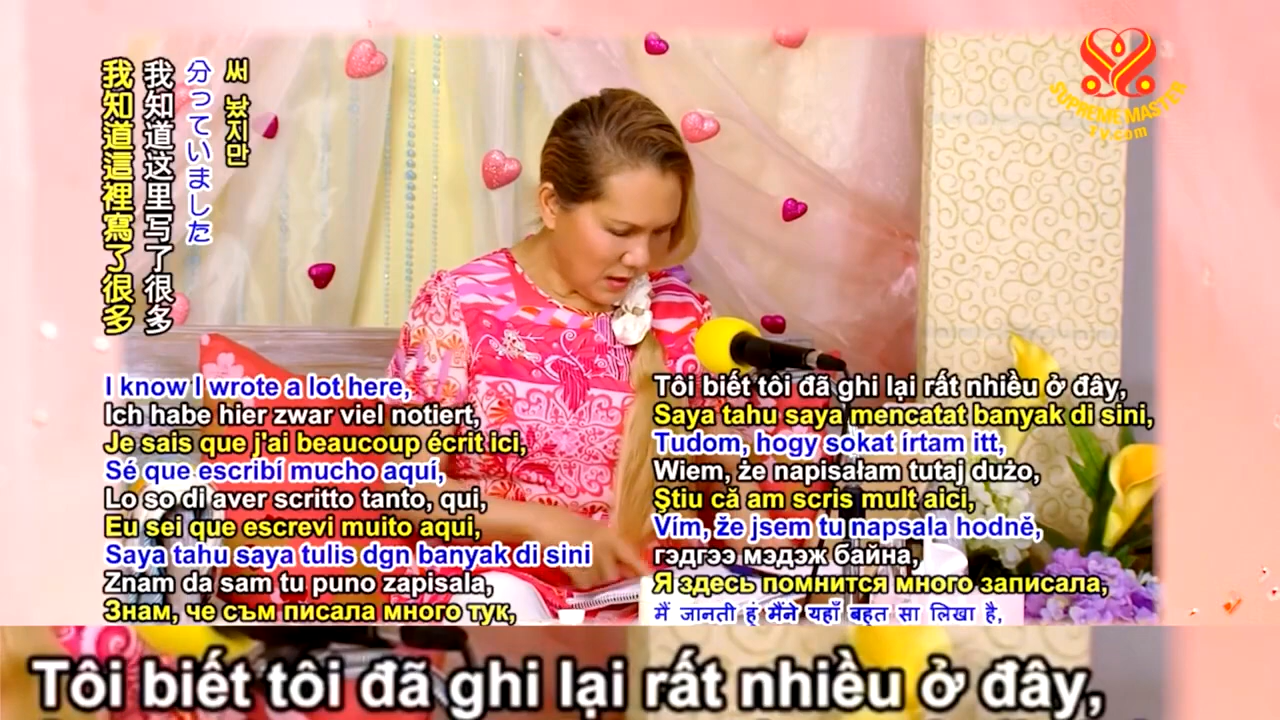 써 놨지만
分っていました
我知道这里写了很多
我知道這裡寫了很多
SUPREME MASTER
TV.com
I know I wrote a lot here,
Ich habe hier zwar viel notiert,
Je sais que j'ai beaucoup écrit ici,
Sé que escribí mucho aquí,
Lo so di aver scritto tanto, qui,
Eu sei que escrevi muito aqui,
Saya tahu saya tulis dgn banyak di sini
Znam da sam tu puno zapisala,
Знам, че съм писала много тук,
Tôi biết tôi đã ghi lại rất nhiều ở đây,
Saya tahu saya mencatat banyak di sini,
Tudom, hogy sokat írtam itt,
Wiem, że napisałam tutaj dużo,
Ştiu că am scris mult aici,
Vím, že jsem tu napsala hodně,
гэдгээ мэдэж байна,
Я здесь помнится много записала,
मैं जानती हूं मैंने यहाँ बहुत सा लिखा है,
Tôi biết tôi đã ghi lại rất nhiều ở đây,